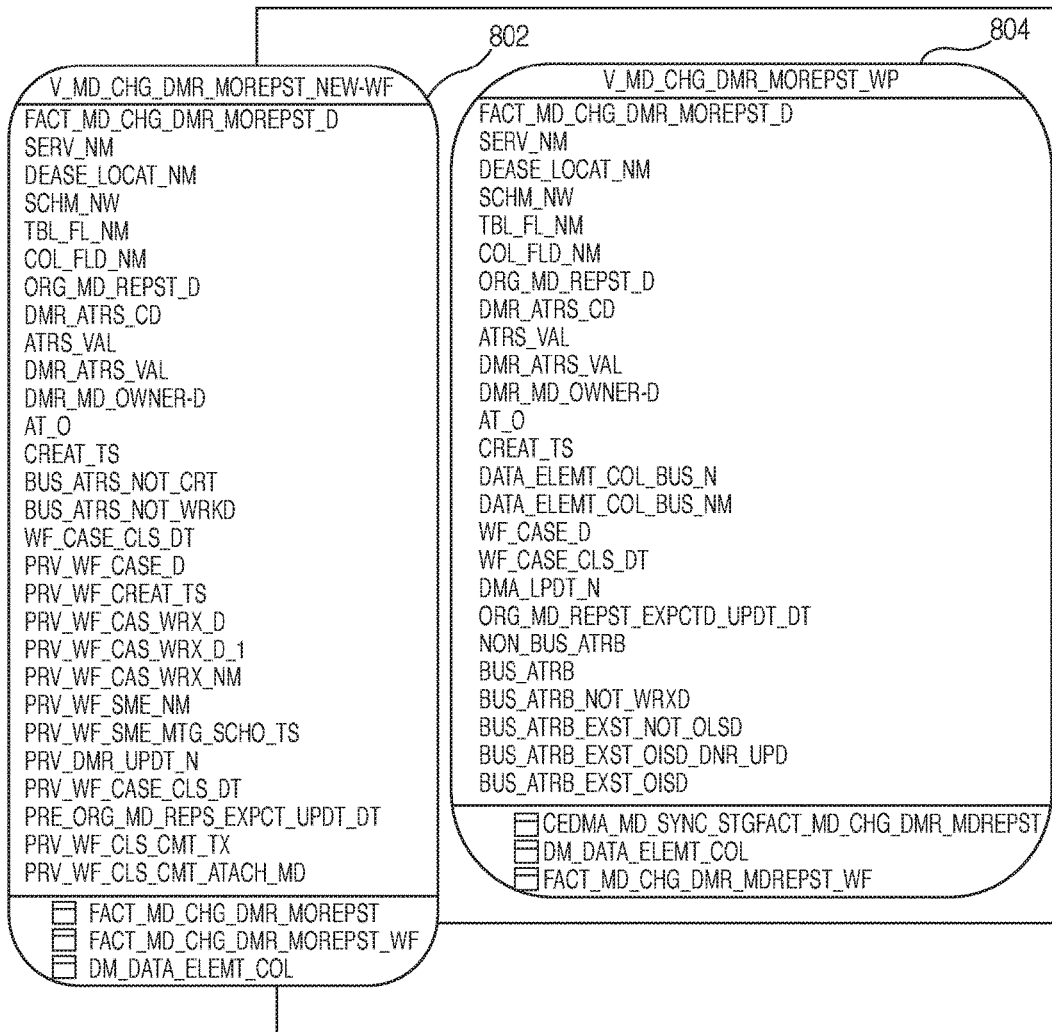 802
V_MD_CHG_DMR_MOREPST_NEW-WF
FACT_MD_CHG_DMR_MOREPST_D
SERV_NM
DEASE_LOCAT_NM
SCHM_NW
TBL_FL_NM
COL_FLD_NM
ORG_MD_REPST_D
DMR_ATRS_CD
ATRS_VAL
DMR_ATRS_VAL
DMR_MD_OWNER-D
AT_O
CREAT_TS
BUS_ATRS_NOT_CRT
BUS_ATRS_NOT_WRKD
WF_CASE_CLS_DT
PRV_WF_CASE_D
PRV_WF_CREAT_TS
PRV_WF_CAS_WRX_D
PRV_WF_CAS_WRX_D_1
PRV_WF_CAS_WRX_NM
PRV_WF_SME_NM
PRV_WF_SME_MTG_SCHO_TS
PRV_DMR_UPDT_N
PRV_WF_CASE_CLS_DT
PRE_ORG_MD_REPS_EXPCT_UPDT_DT
PRV_WF_CLS_CMT_TX
PRV_WF_CLS_CMT_ATACH_MD
FACT_MD_CHG_DMR_MOREPST
FACT_MD_CHG_DMR_MOREPST_WF
DM_DATA_ELEMT_COL
804
V_MD_CHG_DMR_MOREPST_WP
FACT_MD_CHG_DMR_MOREPST_D
SERV_NM
DEASE_LOCAT_NM
SCHM_NW
TBL_FL_NM
COL_FLD_NM
ORG_MD_REPST_D
DMR_ATRS_CD
ATRS_VAL
DMR_ATRS_VAL
DMR_MD_OWNER-D
AT_O
CREAT_TS
DATA_ELEMT_COL_BUS_N
DATA_ELEMT_COL_BUS_NM
WF_CASE_D
WF_CASE_CLS_DT
DMA_LPDT_N
ORG_MD_REPST_EXPCTD_UPDT_DT
NON_BUS_ATRB
BUS_ATRB
BUS_ATRB_NOT_WRXD
BUS_ATRB_EXST_NOT_OLSD
BUS_ATRB_EXST_OISD_DNR_UPD
BUS_ATRB_EXST_OISD
CEDMA_MD_SYNC_STGFACT_MD_CHG_DMR_MDREPST
DM_DATA_ELEMT_COL
FACT_MD_CHG_DMR_MDREPST_WF